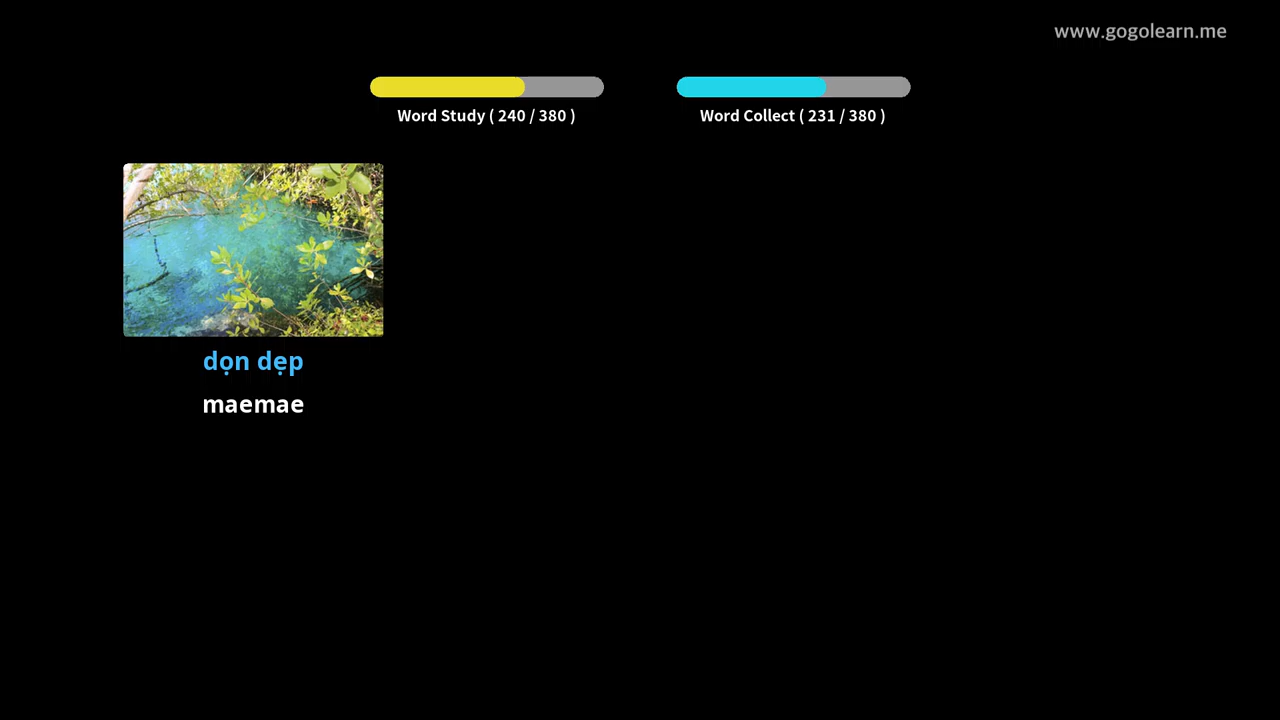 www.gogolearn.me
Word Study ( 240 / 380 )
Word Collect ( 231 / 380 )
dọn dẹp
maemae